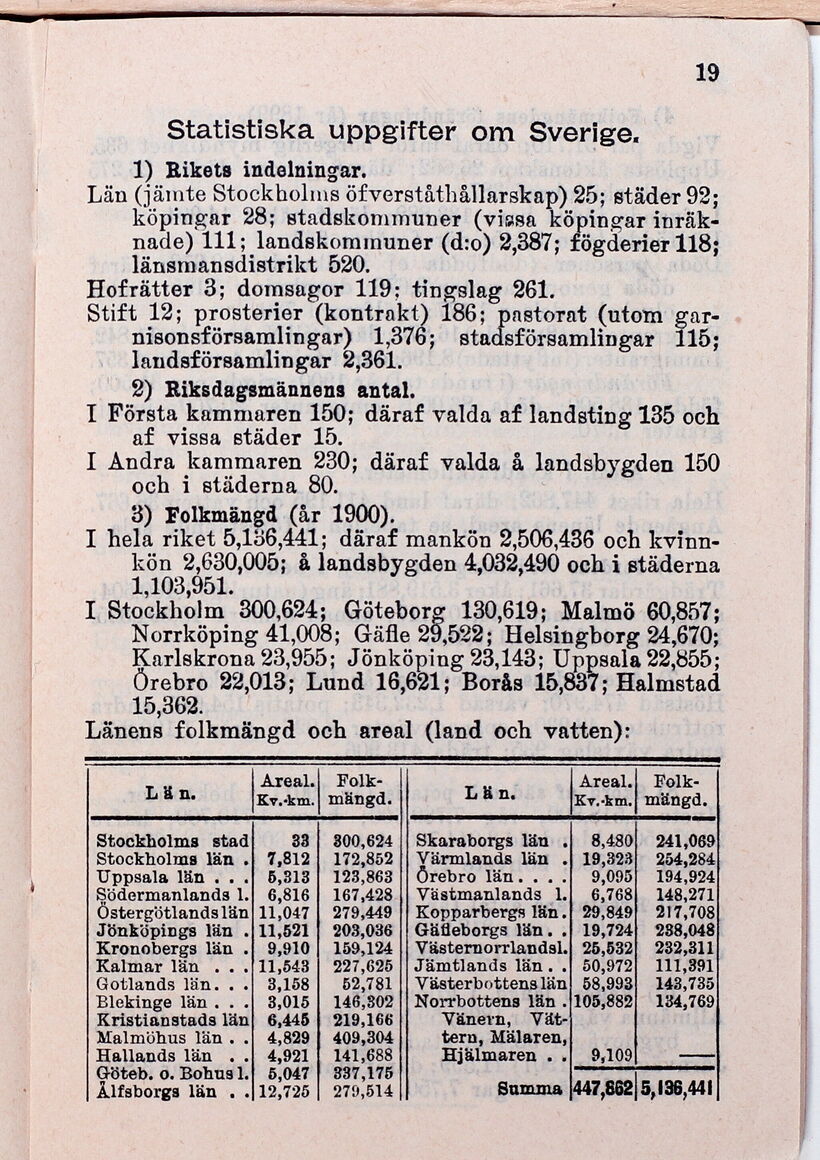 19
Statistiska uppgifter om Sverige.
1) Rikets indelningar.
Län (jämte Stockholms öfverståthållarskap) 25; städer 92;
köpingar 28; stadskommuner (vissa köpingar inräk-
nade) 111; landskommuner (d:o) 2,387; fögderier 118;
länsmansdistrikt 520.
Hofrätter 3; domsagor 119; tingslag 261.
Stift 12; prosterier (kontrakt) 186; pastorat (utom gar-
nisonsförsamlingar) 1,376; stadsförsamlingar 115;
landsförsamlingar 2,361.
2) Riksdagsmännens antal.
I Första kammaren 150; däraf valda af landsting 135 och
af vissa städer 15.
I Andra kammaren 230; däraf valda å landsbygden 150
och i städerna 80.
3) Folkmängd (år 1900).
I hela riket 5,136,441; däraf mankön 2,506,436 och kvinn-
kön 2,630,005; å landsbygden 4,032,490 och i städerna
1,103,951.
I Stockholm 300,624; Göteborg 130,619; Malmö 60,857;
Norrköping 41,008; Gäfle 29,522; Helsingborg 24,670;
Karlskrona 23,955; Jönköping 23,143; Uppsala 22,855;
Örebro 22,013; Lund 16,621; Borås 15,837; Halmstad
15,362.
Länens folkmängd och areal (land och vatten):
Län. Areal. Kv.-km. Folk-mängd. Län. Areal. Kv.-km. Folk-mängd.
Stockholms stad 33 300,624 Skaraborgs län . 8,480 241,069
Stockholms län . 7,812 172,852 Värmlands län . 19,323 254,284
Uppsala län . . . 5,313 123,863 Örebro län. . . . 9,095 194,924
Södermanlands l. 6,816 167,428 Västmanlands l. 6,768 148,271
Östergötlands län 11,047 279,449 Kopparbergs län. 29,849 217,708
Jönköpings län . 11,521 203,036 Gäfleborgs län. . 19,724 238,048
Kronobergs län . 9,910 159,124 Västernorrlands l. 25,532 232,311
Kalmar län . . . 11,543 227,625 Jämtlands län . . 50,972 111,391
Gotlands län. . . 3,158 52,781 Västerbottens län 58,993 143,735
Blekinge län . . . 3,015 146,302 Norrbottens län . 105,882 134,769
Kristianstads län 6,445 219,166 Vänern, Vät-
Malmöhus län . . 4,829 409,304 tern, Mälaren,
Hallands län . . 4,921 141,688 Hjälmaren . . 9,109 —
Göteb. o. Bohus l. 5,047 337,175
Älfsborgs län . . 12,725 279,514 Summa 447,862 5,136,441